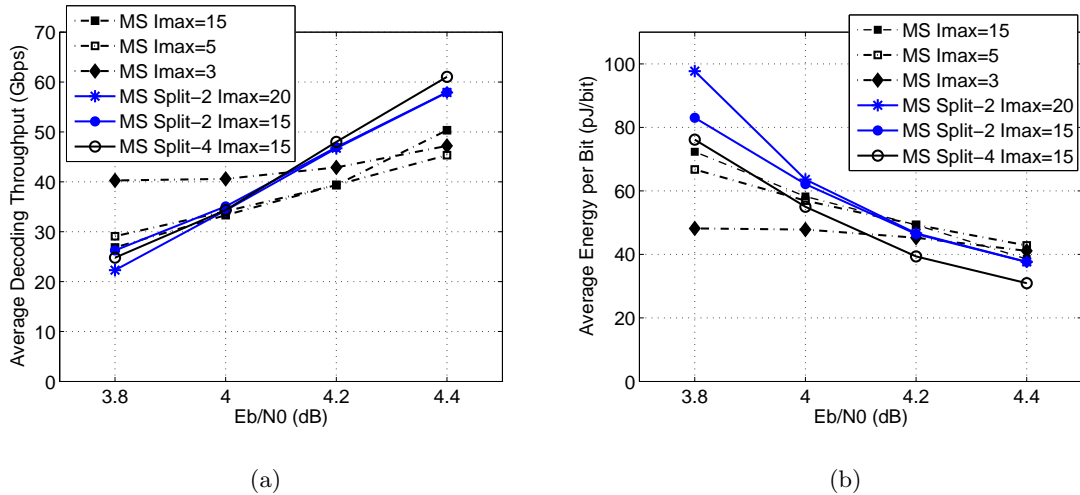 MS Imax=15
MS Imax=5
MS Imax=3
MS Split-2 Imax=20
MS Split-2 Imax=15
MS Split-4 Imax=15
Average Decoding Throughput (Gbps)
70
60
50
40
30
20
10
0
3.8 4 4.2 4.4
Eb/N0 (dB)
(a)
MS Imax=15
MS Imax=5
MS Imax=3
MS Split-2 Imax=20
MS Split-2 Imax=15
MS Split-4 Imax=15
Average Energy per Bit (pJ/bit)
100
80
60
40
20
0
3.8 4 4.2 4.4
Eb/N0 (dB)
(b)